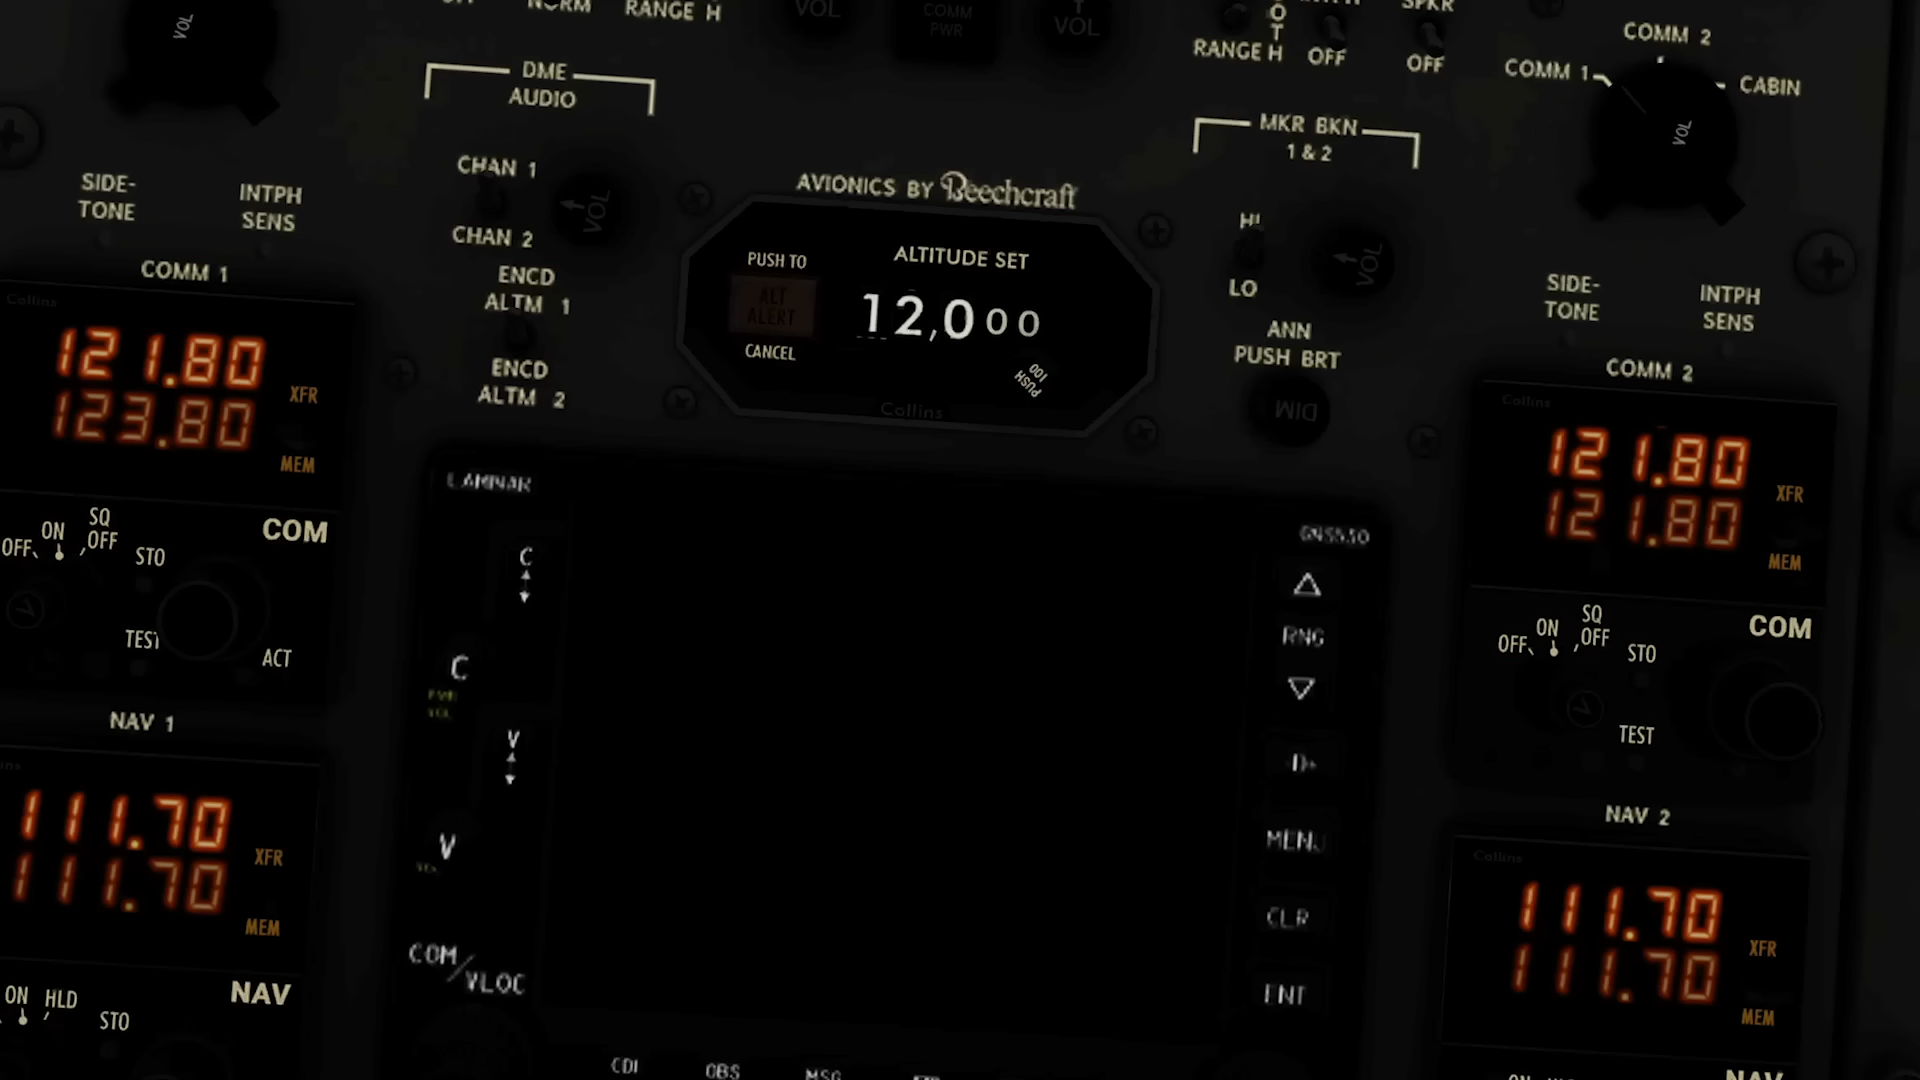 VOL
NORM
RANGE H
VOL
COMM
PWR
VOL
SPKR
RANGE H
OFF
OFF
COMM 2
COMM 1
CABIN
VOL
DME
AUDIO
CHAN 1
VOL
CHAN 2
ENCD
ALTM 1
ENCD
ALTM 2
SIDE-
TONE
INTPH
SENS
AVIONICS BY Beechcraft
PUSH TO
ALT
ALERT
CANCEL
ALTITUDE SET
12,000
PUSH
100
Collins
MKR BKN
1 & 2
HI
LO
VOL
ANN
PUSH BRT
DIM
SIDE-
TONE
INTPH
SENS
COMM 1
Collins
121.80
123.80
XFR
MEM
OFF
ON
SQ
OFF
STO
COM
TEST
ACT
NAV 1
111.70
111.70
XFR
MEM
ON
HLD
STO
NAV
LAMINAR
GNS530
C
C
PWR
VOL
V
V
VOL
COM/VLOC
RNG
D
MENU
CLR
ENT
CDI
OBS
MSG
COMM 2
Collins
121.80
121.80
XFR
MEM
OFF
ON
SQ
OFF
STO
COM
TEST
NAV 2
Collins
111.70
111.70
XFR
MEM
NAV